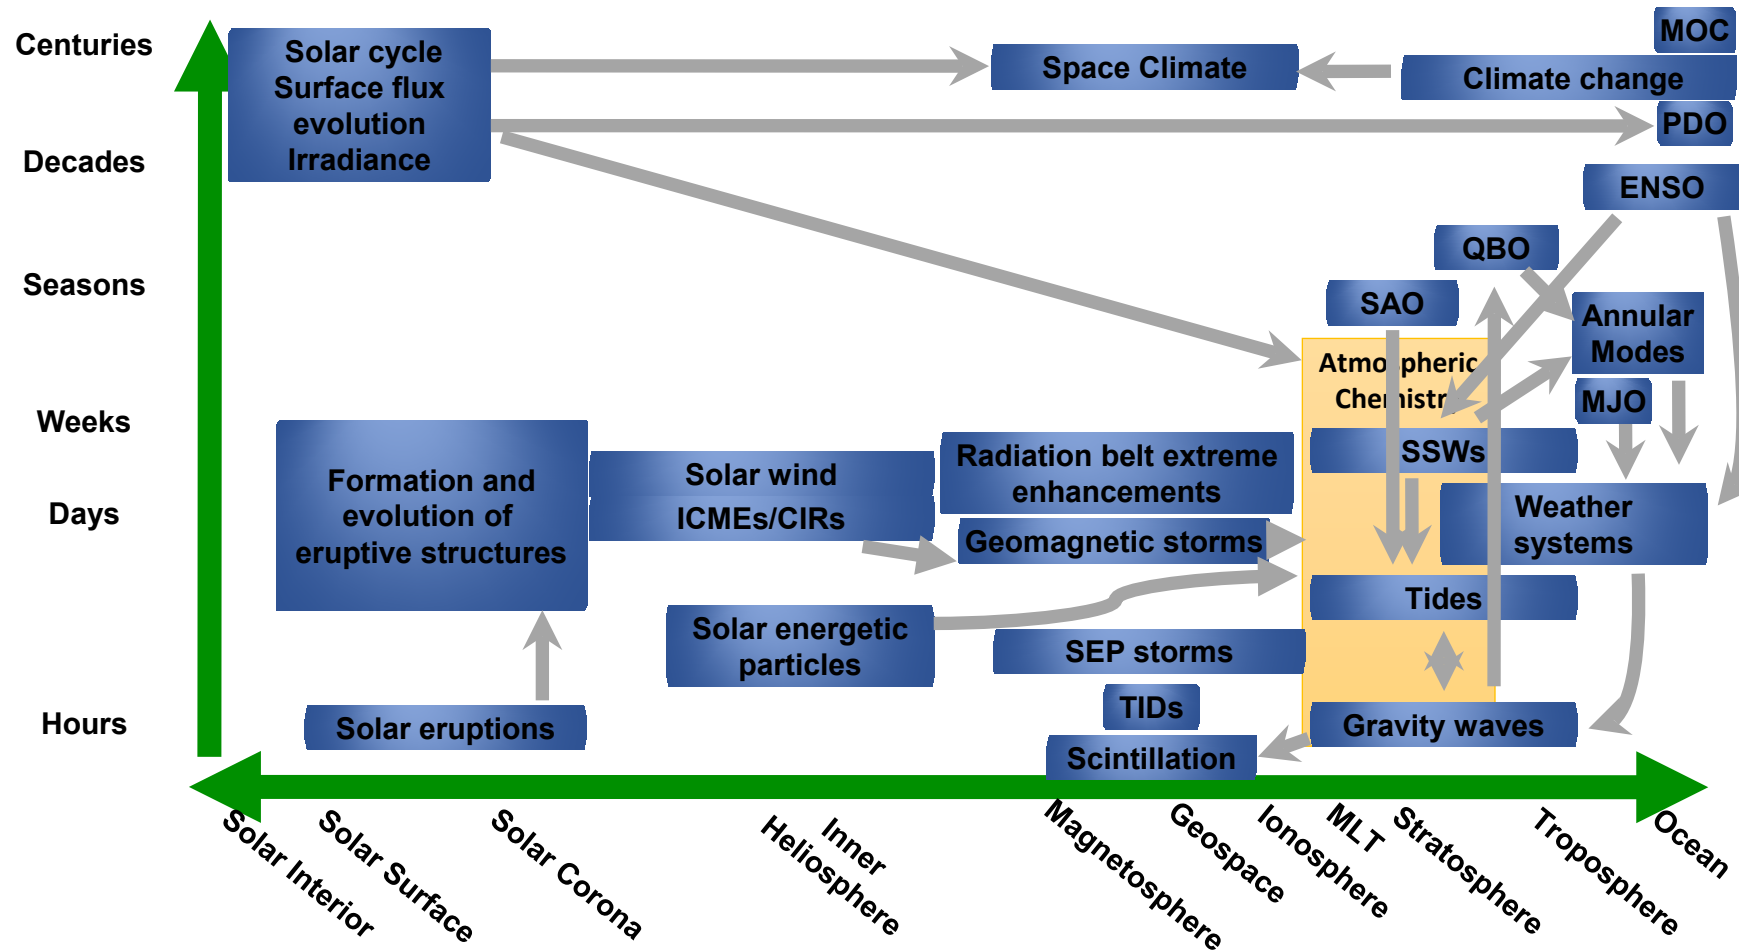 Centuries
Decades
Seasons
Weeks
Days
Hours
Solar cycle
Surface flux
evolution
Irradiance
Space Climate
MOC
Climate change
PDO
ENSO
QBO
SAO
Annular
Modes
MJO
Atmospheric
Chemistry
SSWs
Weather
systems
Tides
Gravity waves
Formation and
evolution of
eruptive structures
Solar wind
ICMEs/CIRs
Radiation belt extreme
enhancements
Geomagnetic storms
Solar energetic
particles
SEP storms
TIDs
Scintillation
Solar eruptions
Solar Interior
Solar Surface
Solar Corona
Inner
Heliosphere
Magnetosphere
Geospace
Ionosphere
MLT
Stratosphere
Troposphere
Ocean